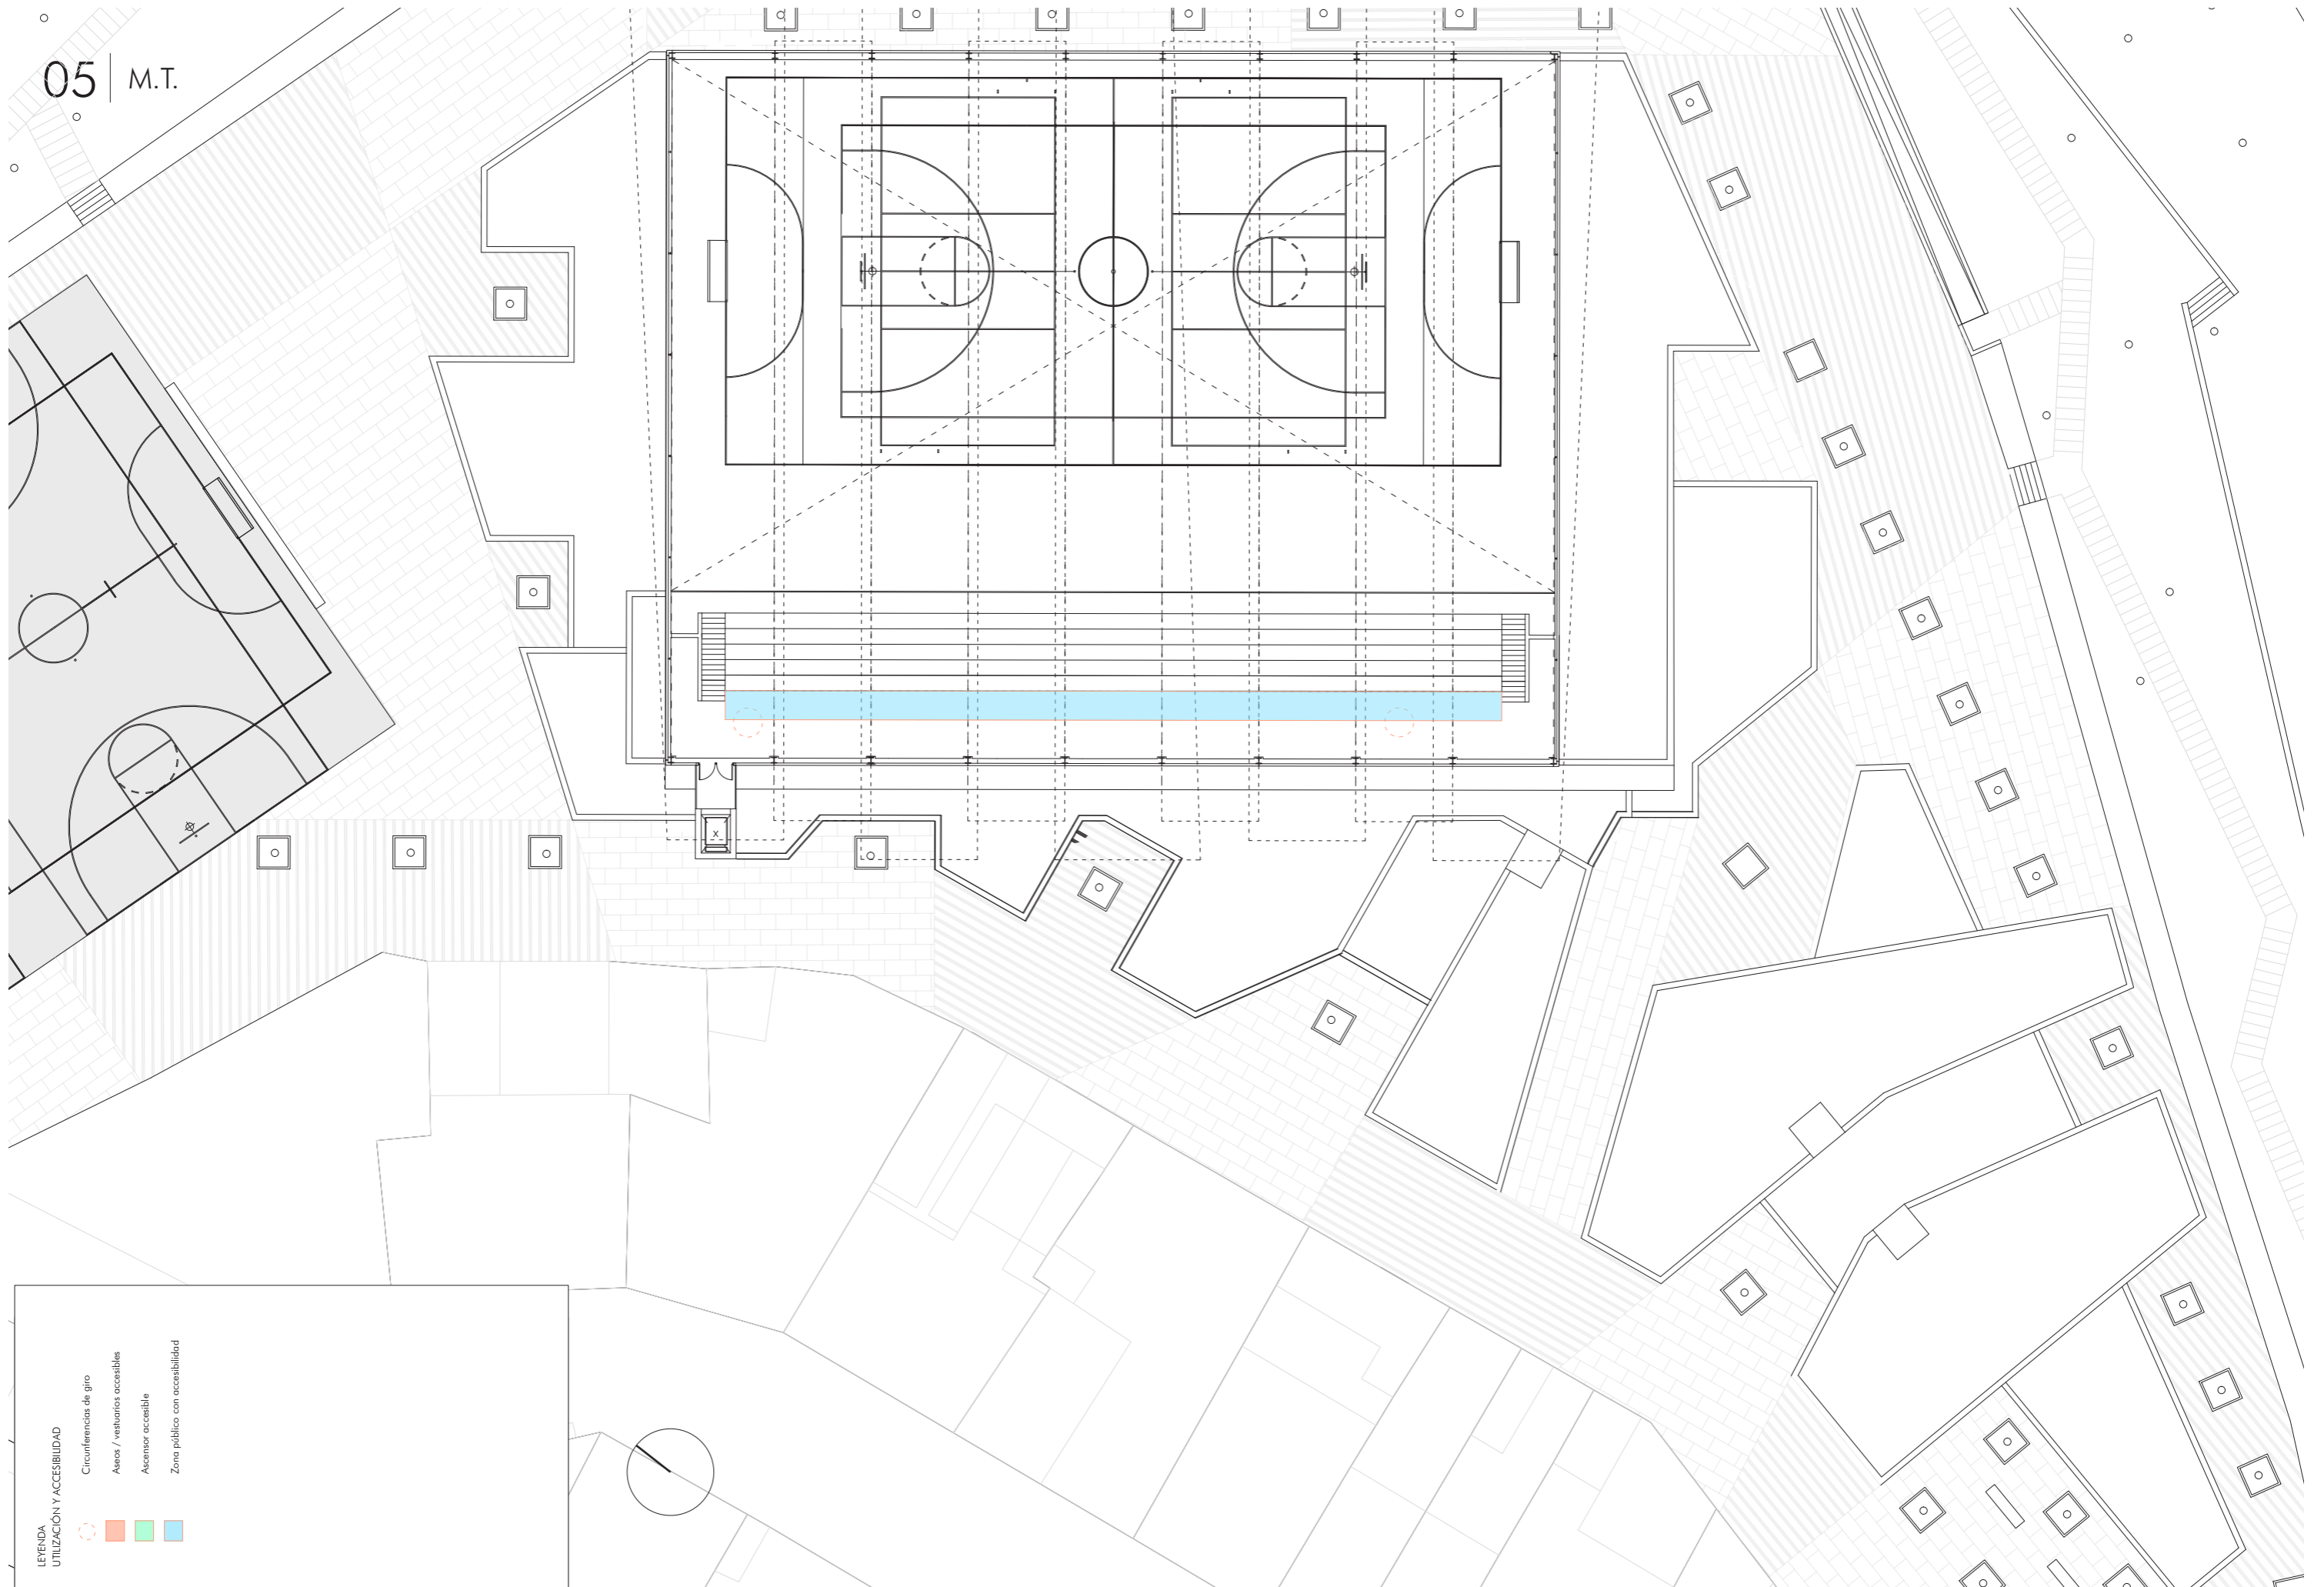 05 M.T.
LEYENDA
UTILIZACIÓN Y ACCESIBILIDAD
Circunferencias de giro
Aseos / vestuarios accesibles
Ascensor accesible
Zona público con accesibilidad